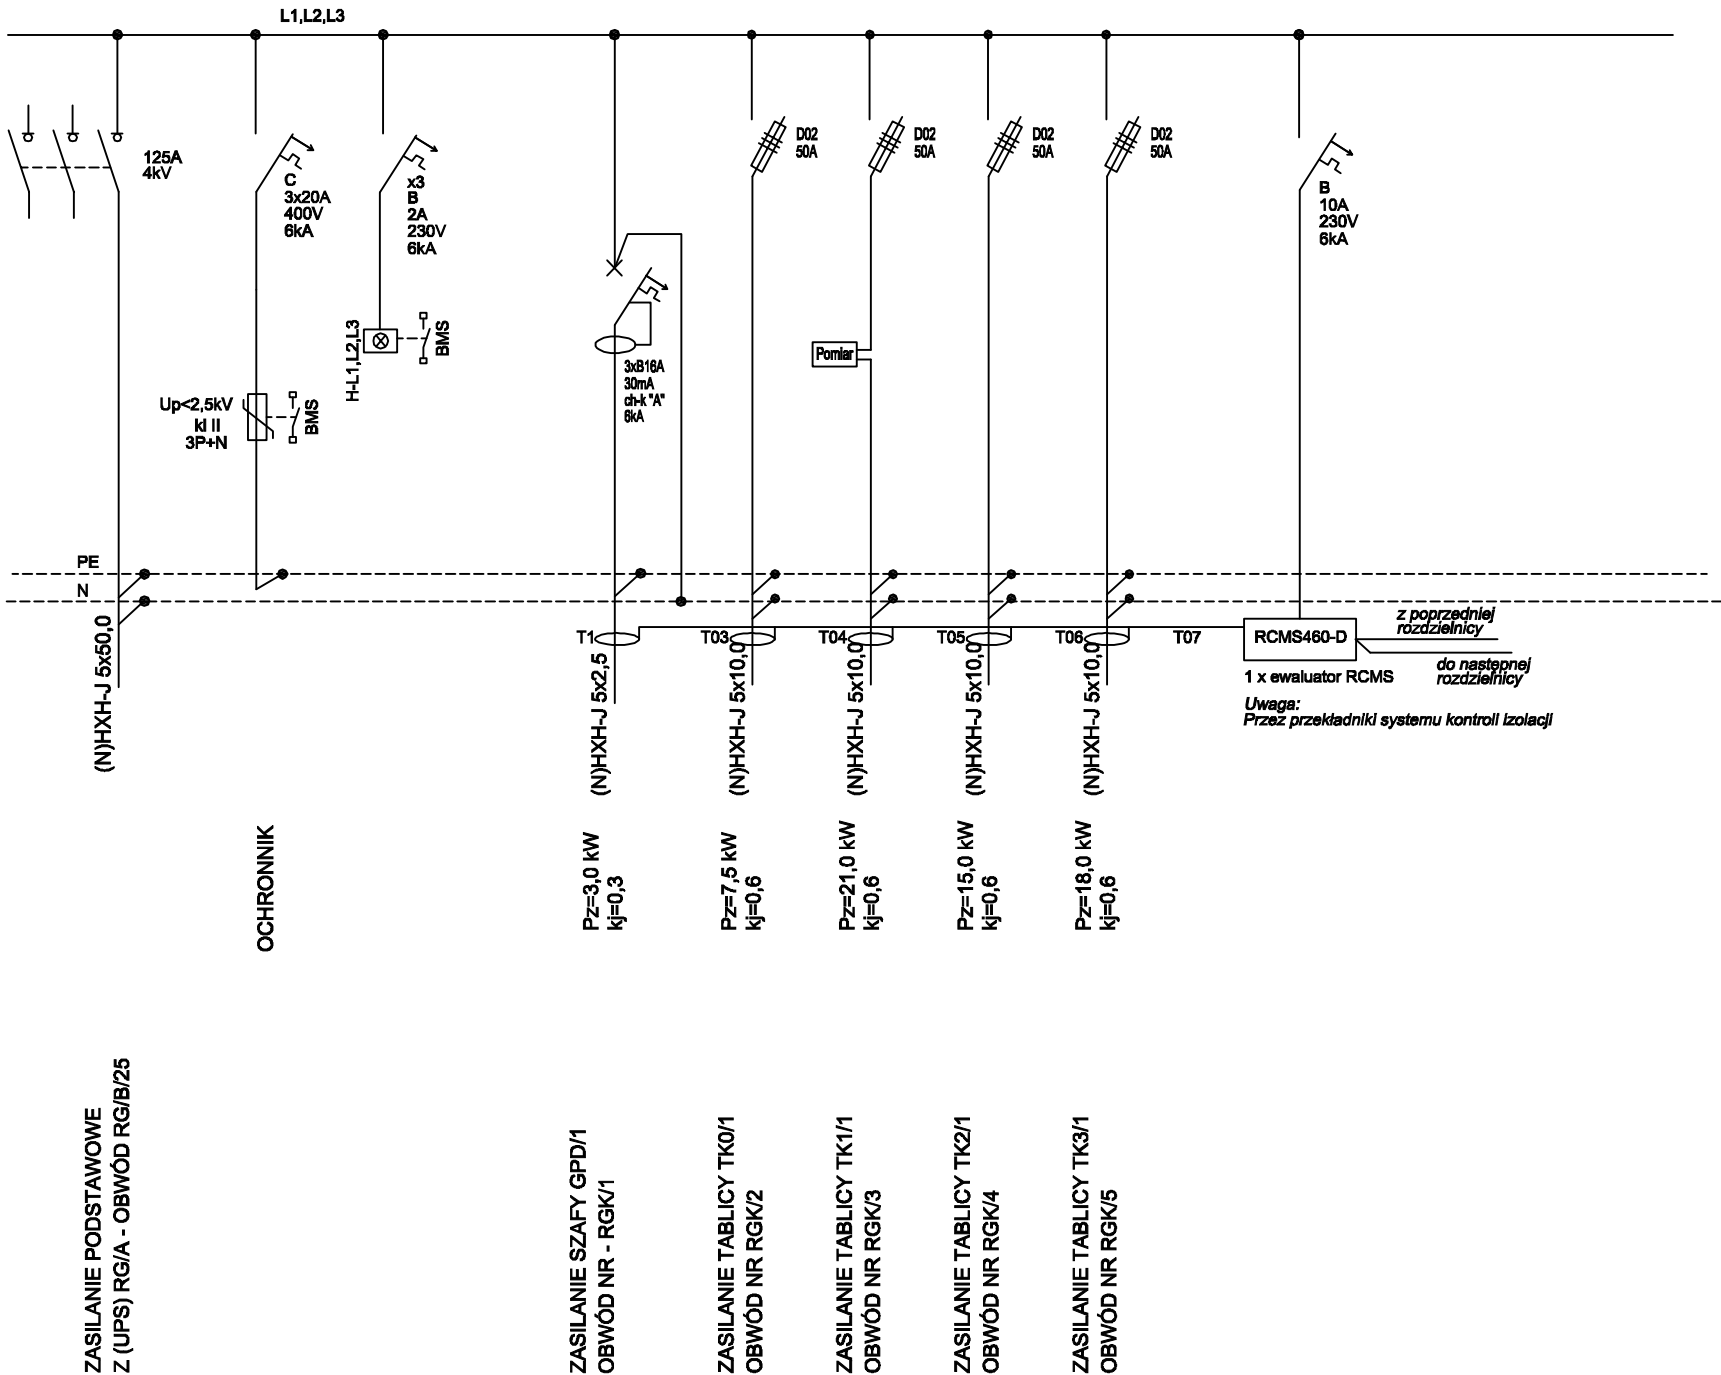 L1,L2,L3
125A
4kV
C
3x20A
400V
6kA
x3
B
2A
230V
6kA
D02
50A
D02
50A
D02
50A
D02
50A
B
10A
230V
6kA
H-L1,L2,L3
BMS
Pomiar
3xB16A
30mA
ch-k "A"
6kA
Up<2,5kV
kl II
3P+N
BMS
PE
N
T1
T03
T04
T05
T06
T07
RCMS460-D
z poprzedniej
rozdzielnicy
do następnej
rozdzielnicy
1 x ewaluator RCMS
Uwaga:
Przez przekładniki systemu kontroli izolacji
(N)HXH-J 5x50,0
(N)HXH-J 5x2,5
(N)HXH-J 5x10,0
(N)HXH-J 5x10,0
(N)HXH-J 5x10,0
(N)HXH-J 5x10,0
OCHRONNIK
Pz=3,0 kW
kj=0,3
Pz=7,5 kW
kj=0,6
Pz=21,0 kW
kj=0,6
Pz=15,0 kW
kj=0,6
Pz=18,0 kW
kj=0,6
ZASILANIE PODSTAWOWE
Z (UPS) RG/A - OBWÓD RG/B/25
ZASILANIE SZAFY GPD/1
OBWÓD NR - RGK/1
ZASILANIE TABLICY TK0/1
OBWÓD NR RGK/2
ZASILANIE TABLICY TK1/1
OBWÓD NR RGK/3
ZASILANIE TABLICY TK2/1
OBWÓD NR RGK/4
ZASILANIE TABLICY TK3/1
OBWÓD NR RGK/5